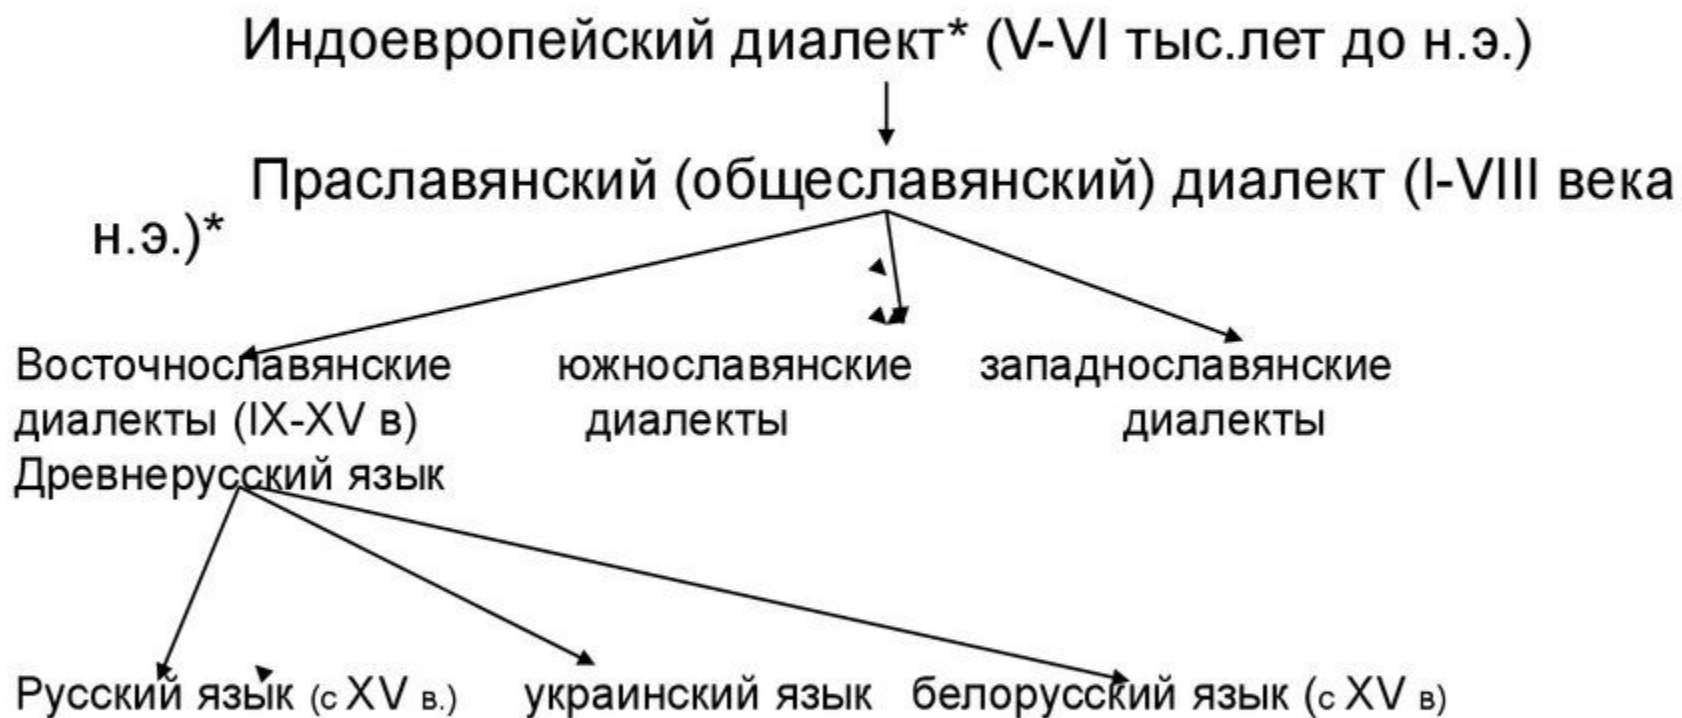 Индоевропейский диалект* (V-VI тыс.лет до н.э.)
Праславянский (общеславянский) диалект (I-VIII века
н.э.)*
Восточнославянские южнославянские западнославянские
диалекты (IX-XV в) диалекты диалекты
Древнерусский язык
Русский язык (с XV в.) украинский язык белорусский язык (с XV в)